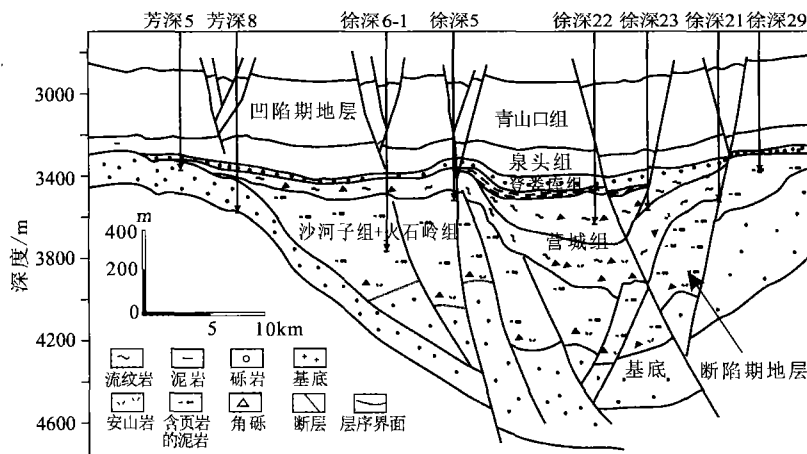 芳深5 芳深8 徐深6-1 徐深5 徐深22 徐深23 徐深21 徐深29
3000
3400
3800
4200
4600
深度/m
凹陷期地层
青山口组
泉头组
登娄库组
沙河子组+火石岭组
营城组
基底
断陷期地层
m
400
200
0
5
10km
流纹岩 泥岩 砾岩 基底
安山岩 含页岩的泥岩 角砾 断层 层序界面